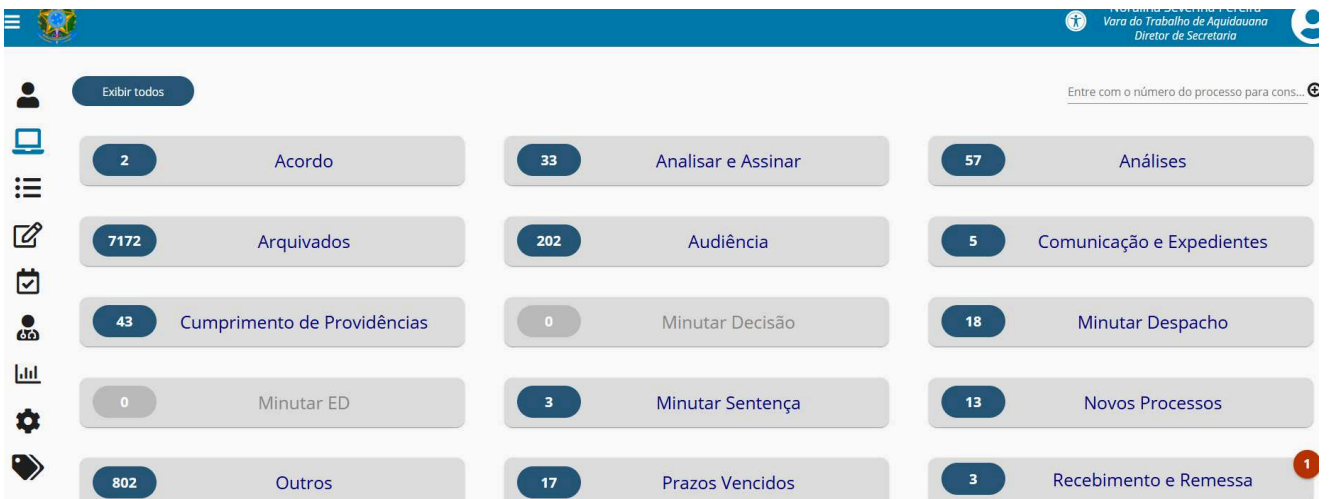 Vara do Trabalho de Aquidauana
Diretor de Secretaria
Exibir todos
Entre com o número do processo para cons...
2 Acordo
33 Analisar e Assinar
57 Análises
7172 Arquivados
202 Audiência
5 Comunicação e Expedientes
43 Cumprimento de Providências
0 Minutar Decisão
18 Minutar Despacho
0 Minutar ED
3 Minutar Sentença
13 Novos Processos
1
802 Outros
17 Prazos Vencidos
3 Recebimento e Remessa